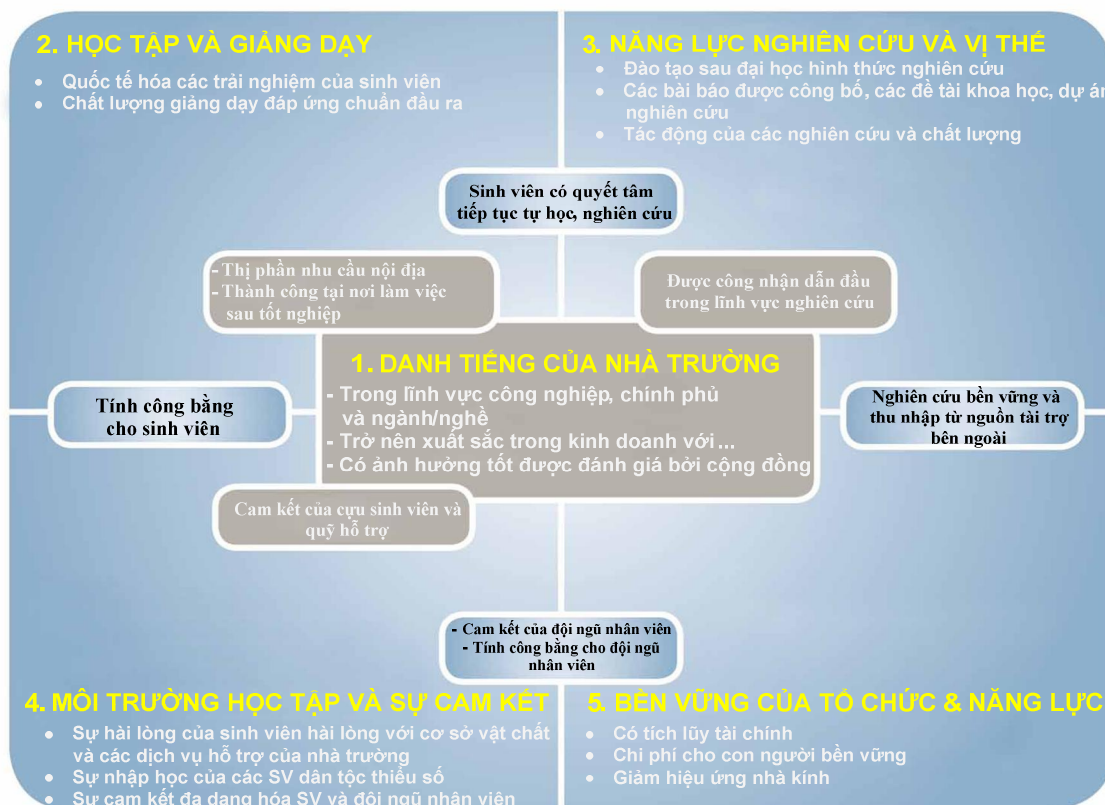 2. HỌC TẬP VÀ GIẢNG DẠY
• Quốc tế hóa các trải nghiệm của sinh viên
• Chất lượng giảng dạy đáp ứng chuẩn đầu ra
3. NĂNG LỰC NGHIÊN CỨU VÀ VỊ THẾ
• Đào tạo sau đại học hình thức nghiên cứu
• Các bài báo được công bố, các đề tài khoa học, dự án
nghiên cứu
• Tác động của các nghiên cứu và chất lượng
Sinh viên có quyết tâm
tiếp tục tự học, nghiên cứu
- Thị phần nhu cầu nội địa
- Thành công tại nơi làm việc
sau tốt nghiệp
Được công nhận dẫn đầu
trong lĩnh vực nghiên cứu
1. DANH TIẾNG CỦA NHÀ TRƯỜNG
- Trong lĩnh vực công nghiệp, chính phủ
và ngành/nghề
- Trở nên xuất sắc trong kinh doanh với ...
- Có ảnh hưởng tốt được đánh giá bởi cộng đồng
Tính công bằng
cho sinh viên
Nghiên cứu bền vững và
thu nhập từ nguồn tài trợ
bên ngoài
Cam kết của cựu sinh viên và
quỹ hỗ trợ
- Cam kết của đội ngũ nhân viên
- Tính công bằng cho đội ngũ
nhân viên
4. MÔI TRƯỜNG HỌC TẬP VÀ SỰ CAM KẾT
• Sự hài lòng của sinh viên hài lòng với cơ sở vật chất
và các dịch vụ hỗ trợ của nhà trường
• Sự nhập học của các SV dân tộc thiểu số
• Sự cam kết đa dạng hóa SV và đội ngũ nhân viên
5. BỀN VỮNG CỦA TỔ CHỨC & NĂNG LỰC
• Có tích lũy tài chính
• Chi phí cho con người bền vững
• Giảm hiệu ứng nhà kính